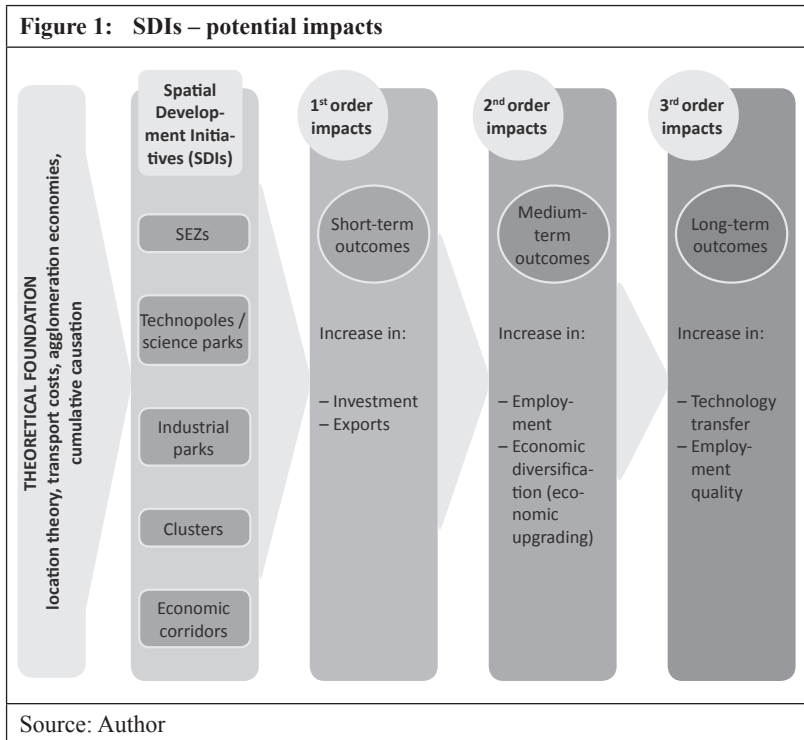 Figure 1: SDIs – potential impacts
THEORETICAL FOUNDATION
location theory, transport costs, agglomeration economies,
cumulative causation
Spatial
Develop-
ment Initia-
tives (SDIs)
SEZs
Technopoles /
science parks
Industrial
parks
Clusters
Economic
corridors
1st order
impacts
Short-term
outcomes
Increase in:
– Investment
– Exports
2nd order
impacts
Medium-
term
outcomes
Increase in:
– Employ-
ment
– Economic
diversifica-
tion (eco-
nomic
upgrading)
3rd order
impacts
Long-term
outcomes
Increase in:
– Technology
transfer
– Employ-
ment
quality
Source: Author